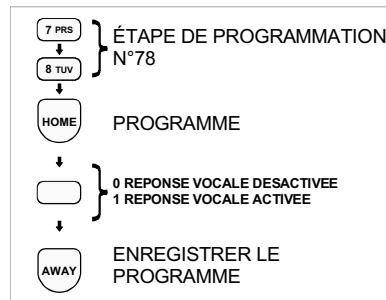 7 PRS
ÉTAPE DE PROGRAMMATION
8 TUV
N°78
HOME
PROGRAMME
0 REPONSE VOCALE DESACTIVEE
1 REPONSE VOCALE ACTIVEE
AWAY
ENREGISTRER LE
PROGRAMME